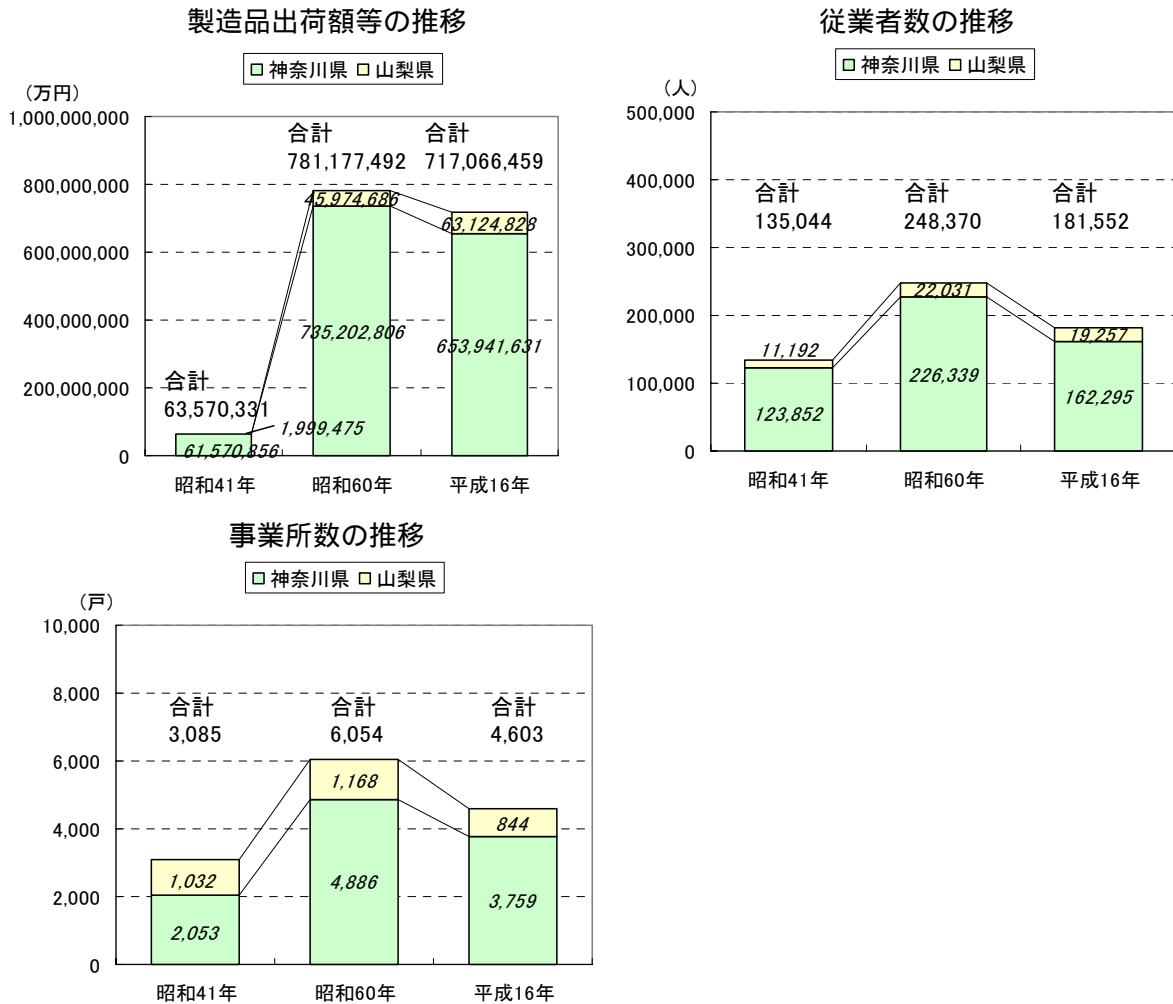 製造品出荷額等の推移
神奈川県 山梨県
（万円）
1,000,000,000
800,000,000
600,000,000
400,000,000
200,000,000
0
合計
63,570,331
1,999,475
61,570,856
合計
781,177,492
45,974,686
735,202,806
合計
717,066,459
63,124,828
653,941,631
昭和41年 昭和60年 平成16年
従業者数の推移
神奈川県 山梨県
（人）
500,000
400,000
300,000
200,000
100,000
0
合計
135,044
11,192
123,852
合計
248,370
22,031
226,339
合計
181,552
19,257
162,295
昭和41年 昭和60年 平成16年
事業所数の推移
神奈川県 山梨県
（戸）
10,000
8,000
6,000
4,000
2,000
0
合計
3,085
1,032
2,053
合計
6,054
1,168
4,886
合計
4,603
844
3,759
昭和41年 昭和60年 平成16年